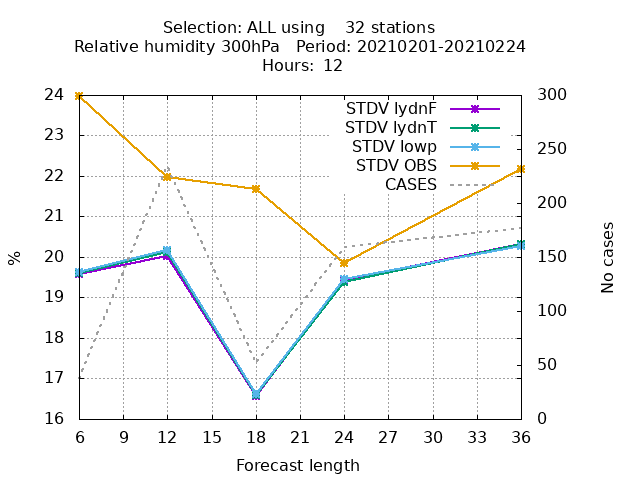 Selection: ALL using    32 stations
Relative humidity 300hPa   Period: 20210201-20210224
Hours:  12
STDV lydnF
STDV lydnT
STDV lowp
STDV OBS
CASES
24
23
22
21
20
19
18
17
16
%
300
250
200
150
100
50
0
No cases
6 9 12 15 18 21 24 27 30 33 36
Forecast length